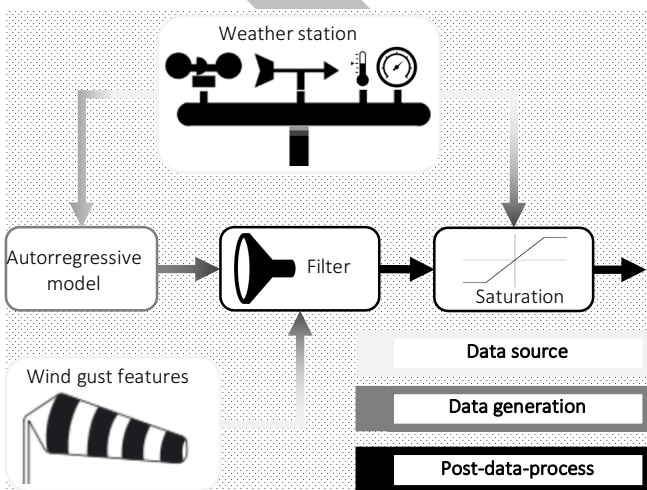 Weather station
Autorregressive
model
Filter
Saturation
Wind gust features
Data source
Data generation
Post-data-process